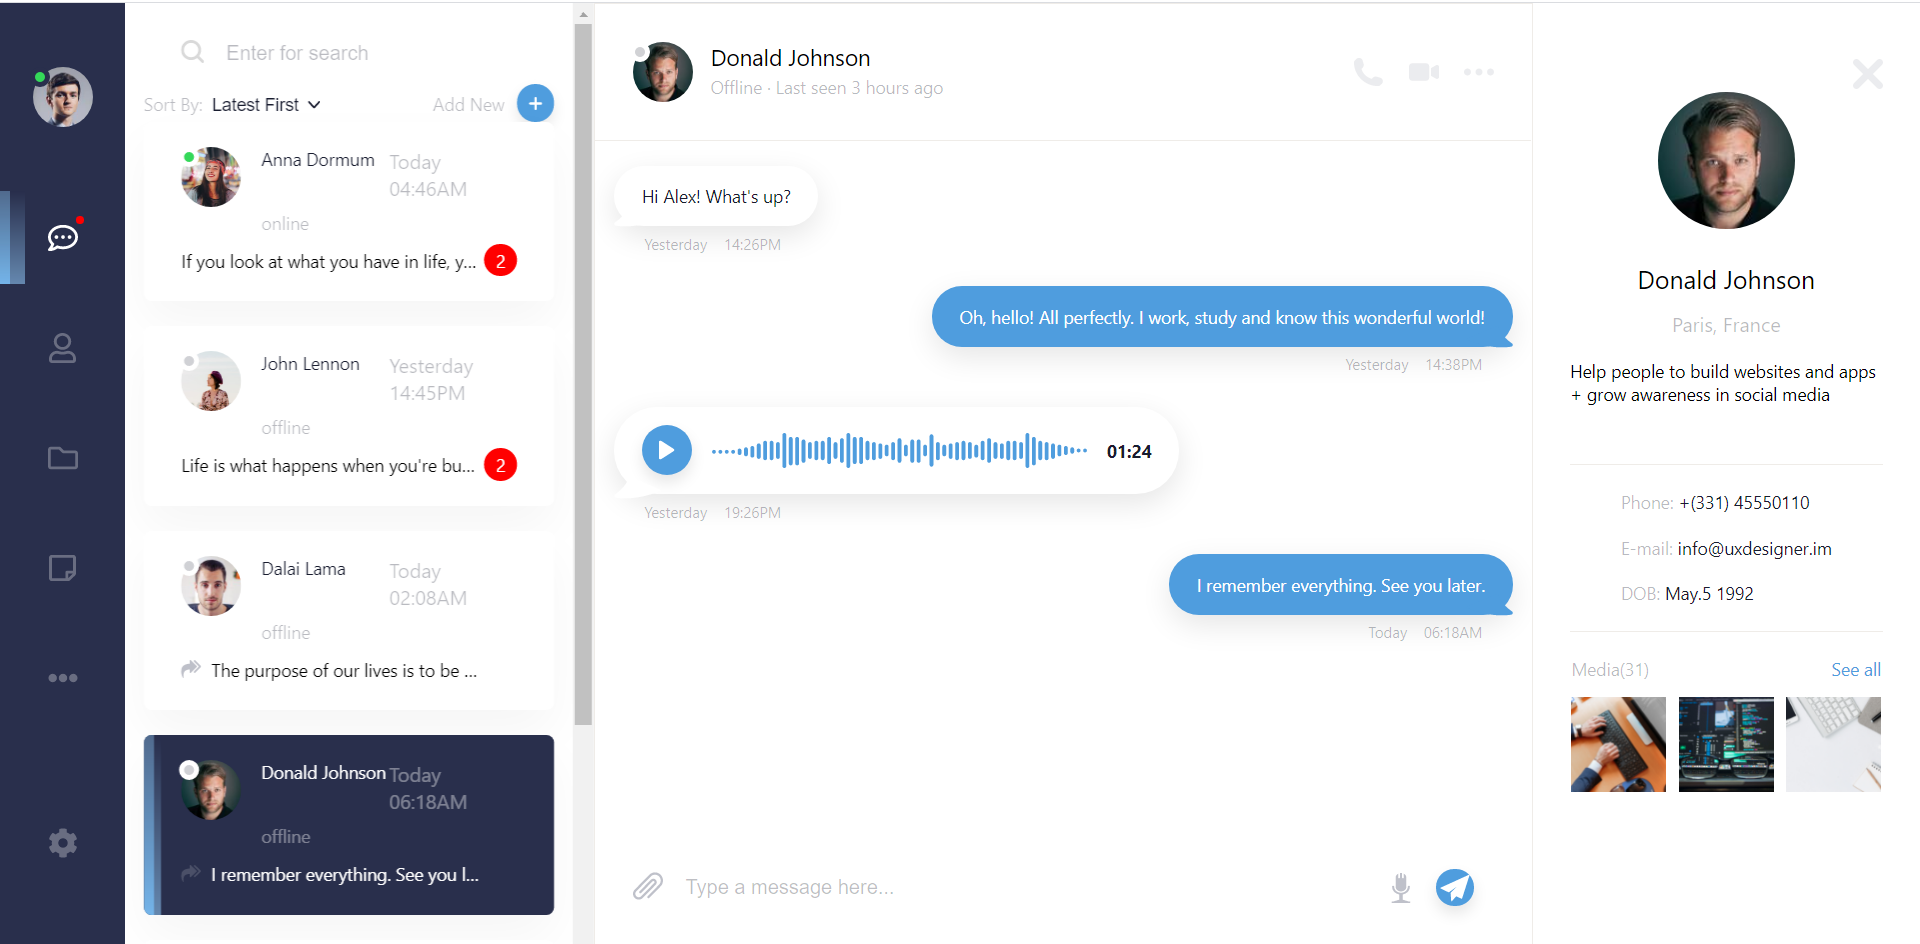 Enter for search
Sort By: Latest First
Add New
Anna Dormum
Today
04:46AM
online
If you look at what you have in life, y...
2
John Lennon
Yesterday
14:45PM
offline
Life is what happens when you're bu...
2
Dalai Lama
Today
02:08AM
offline
The purpose of our lives is to be ...
Donald Johnson
Today
06:18AM
offline
I remember everything. See you l...
Donald Johnson
Offline · Last seen 3 hours ago
Hi Alex! What's up?
Yesterday 14:26PM
Oh, hello! All perfectly. I work, study and know this wonderful world!
Yesterday 14:38PM
01:24
Yesterday 19:26PM
I remember everything. See you later.
Today 06:18AM
Type a message here...
Donald Johnson
Paris, France
Help people to build websites and apps
+ grow awareness in social media
Phone: +(331) 45550110
E-mail: info@uxdesigner.im
DOB: May.5 1992
Media(31)
See all